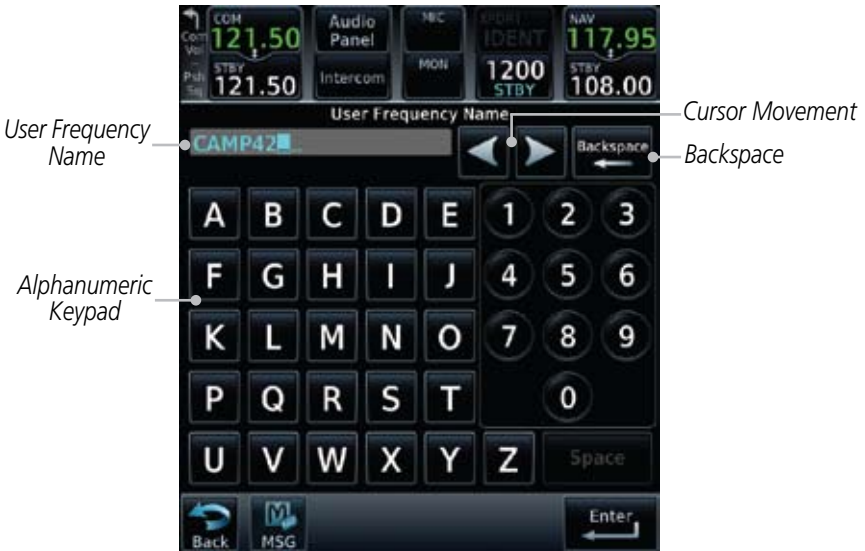 COM
121.50
STBY
121.50
Com
Vol
Psh
Sq
Audio
Panel
Intercom
MIC
MON
XPDR1
IDENT
1200
STBY
NAV
117.95
STBY
108.00
User Frequency Name
CAMP42
Backspace
User Frequency
Name
Cursor Movement
Backspace
Alphanumeric
Keypad
A B C D E 1 2 3
F G H I J 4 5 6
K L M N O 7 8 9
P Q R S T 0
U V W X Y Z Space
Back
MSG
Enter